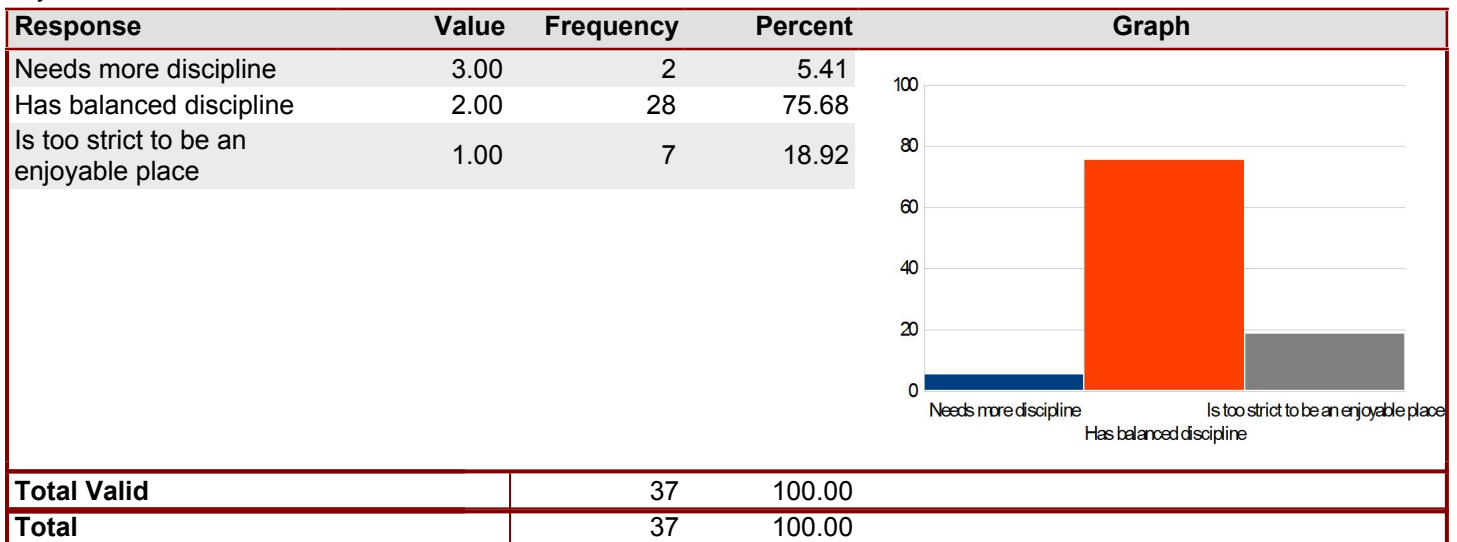 Response Value Frequency Percent Graph
Needs more discipline 3.00 2 5.41
Has balanced discipline 2.00 28 75.68
Is too strict to be an
enjoyable place 1.00 7 18.92
100
80
60
40
20
0
Needs more discipline Is too strict to be an enjoyable place
Has balanced discipline
Total Valid 37 100.00
Total 37 100.00